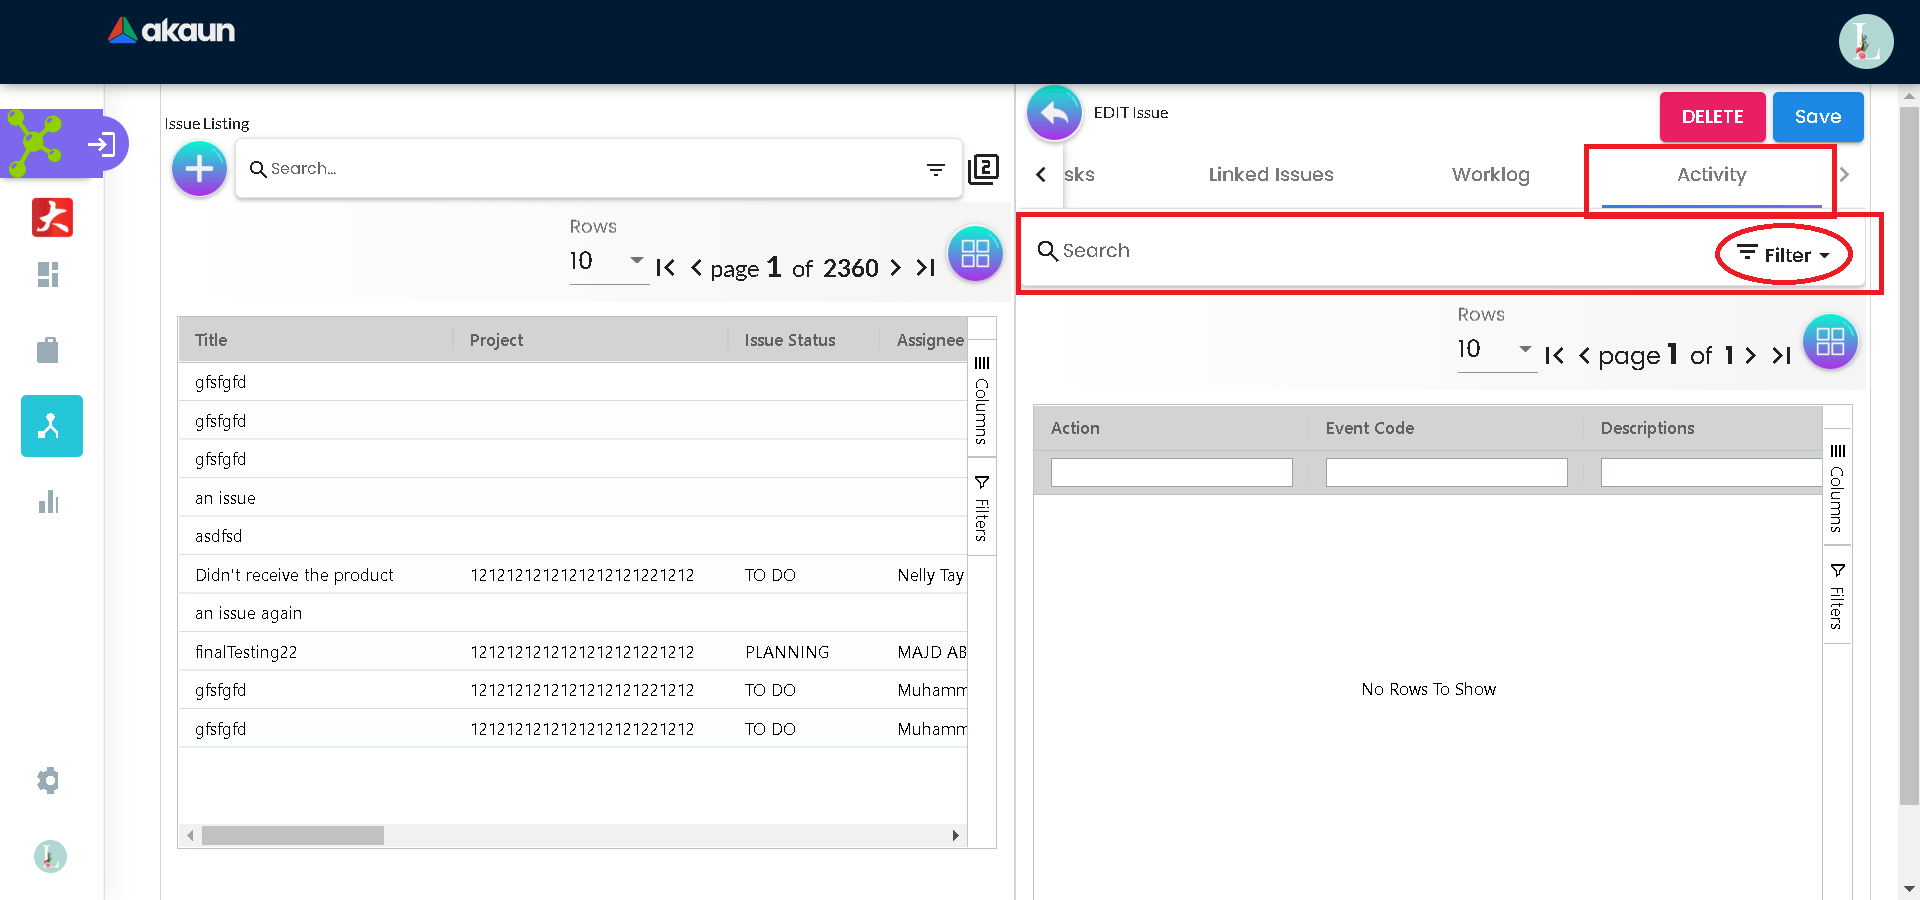 akaun
L
Issue Listing
Search...
2
Rows
10
page 1 of 2360
Title Project Issue Status Assignee
gfsfgfd
gfsfgfd
gfsfgfd
an issue
asdfsd
Didn't receive the product 1212121212121212121221212 TO DO Nelly Tay
an issue again
finalTesting22 1212121212121212121221212 PLANNING MAJD AB
gfsfgfd 1212121212121212121221212 TO DO Muhamm
gfsfgfd 1212121212121212121221212 TO DO Muhamm
Columns
Filters
EDIT Issue
DELETE
Save
sks Linked Issues Worklog Activity
Search
Filter
Rows
10
page 1 of 1
Action Event Code Descriptions
No Rows To Show
Columns
Filters
L